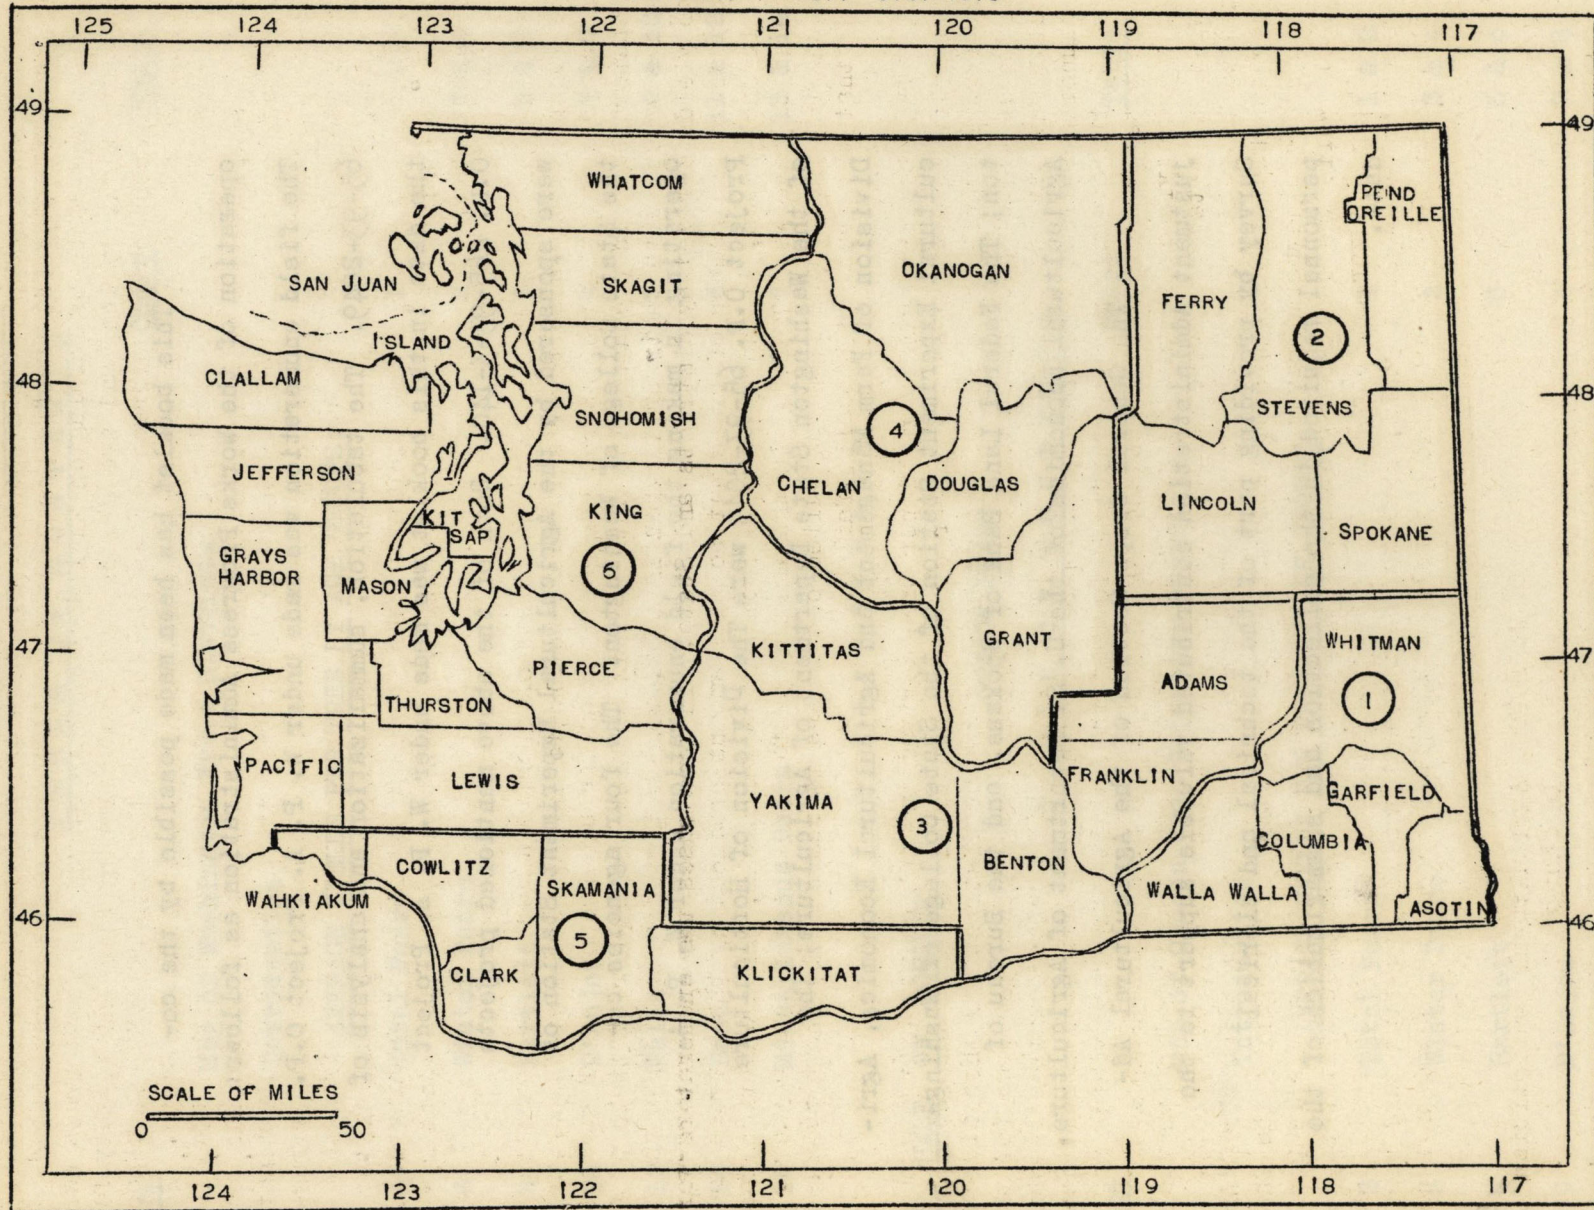 125 124 123 122 121 120 119 118 117
49 49
WHATCOM
PEND
OREILLE
SAN JUAN
SKAGIT
OKANOGAN
FERRY
2
ISLAND
CLALLAM
48 48
SNOHOMISH
4
STEVENS
JEFFERSON
CHELAN
DOUGLAS
LINCOLN
KIT
SAP
KING
SPOKANE
GRAYS
HARBOR
MASON
6
47 47
PIERCE
KITTITAS
GRANT
WHITMAN
THURSTON
ADAMS
1
PACIFIC
LEWIS
YAKIMA
3
FRANKLIN
GARFIELD
COLUMBIA
COWLITZ
SKAMANIA
BENTON
WALLA WALLA
WAHKIAKUM
ASOTIN
46 46
5
CLARK
KLICKITAT
SCALE OF MILES
0 50
124 123 122 121 120 119 118 117